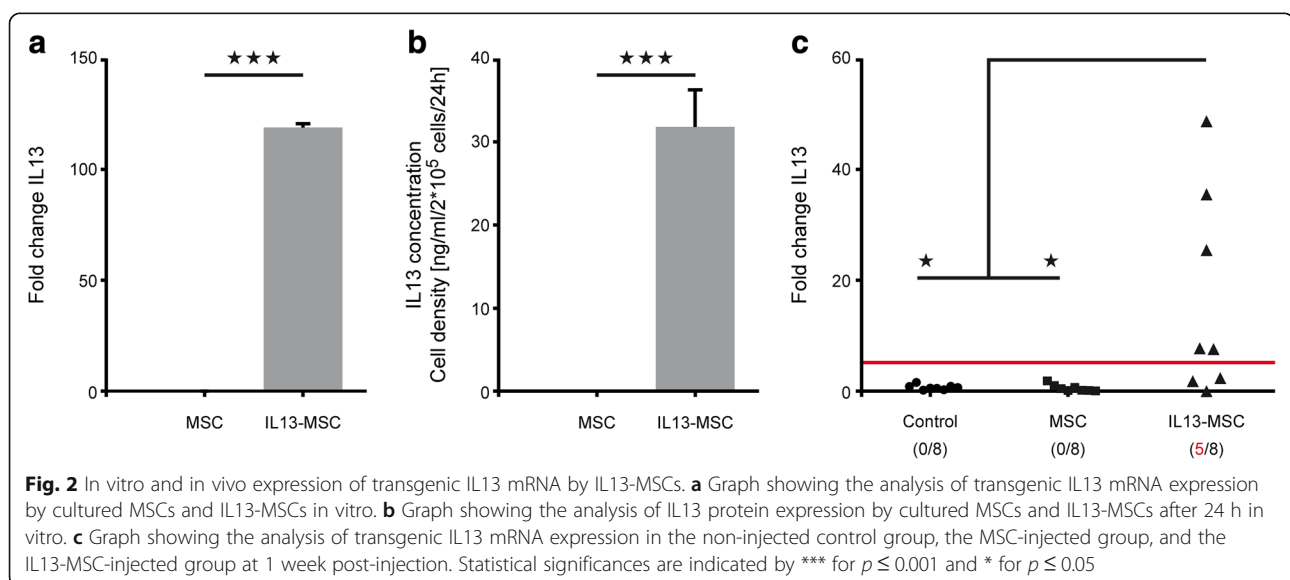 a
150
100
50
0
Fold change IL13
★★★
MSC
IL13-MSC
b
40
30
20
10
0
IL13 concentration
Cell density [ng/ml/2*10⁵ cells/24h]
★★★
MSC
IL13-MSC
c
60
40
20
0
Fold change IL13
★
★
Control
(0/8)
MSC
(0/8)
IL13-MSC
(5/8)
Fig. 2 In vitro and in vivo expression of transgenic IL13 mRNA by IL13-MSCs. a Graph showing the analysis of transgenic IL13 mRNA expression
by cultured MSCs and IL13-MSCs in vitro. b Graph showing the analysis of IL13 protein expression by cultured MSCs and IL13-MSCs after 24 h in
vitro. c Graph showing the analysis of transgenic IL13 mRNA expression in the non-injected control group, the MSC-injected group, and the
IL13-MSC-injected group at 1 week post-injection. Statistical significances are indicated by *** for p ≤ 0.001 and * for p ≤ 0.05